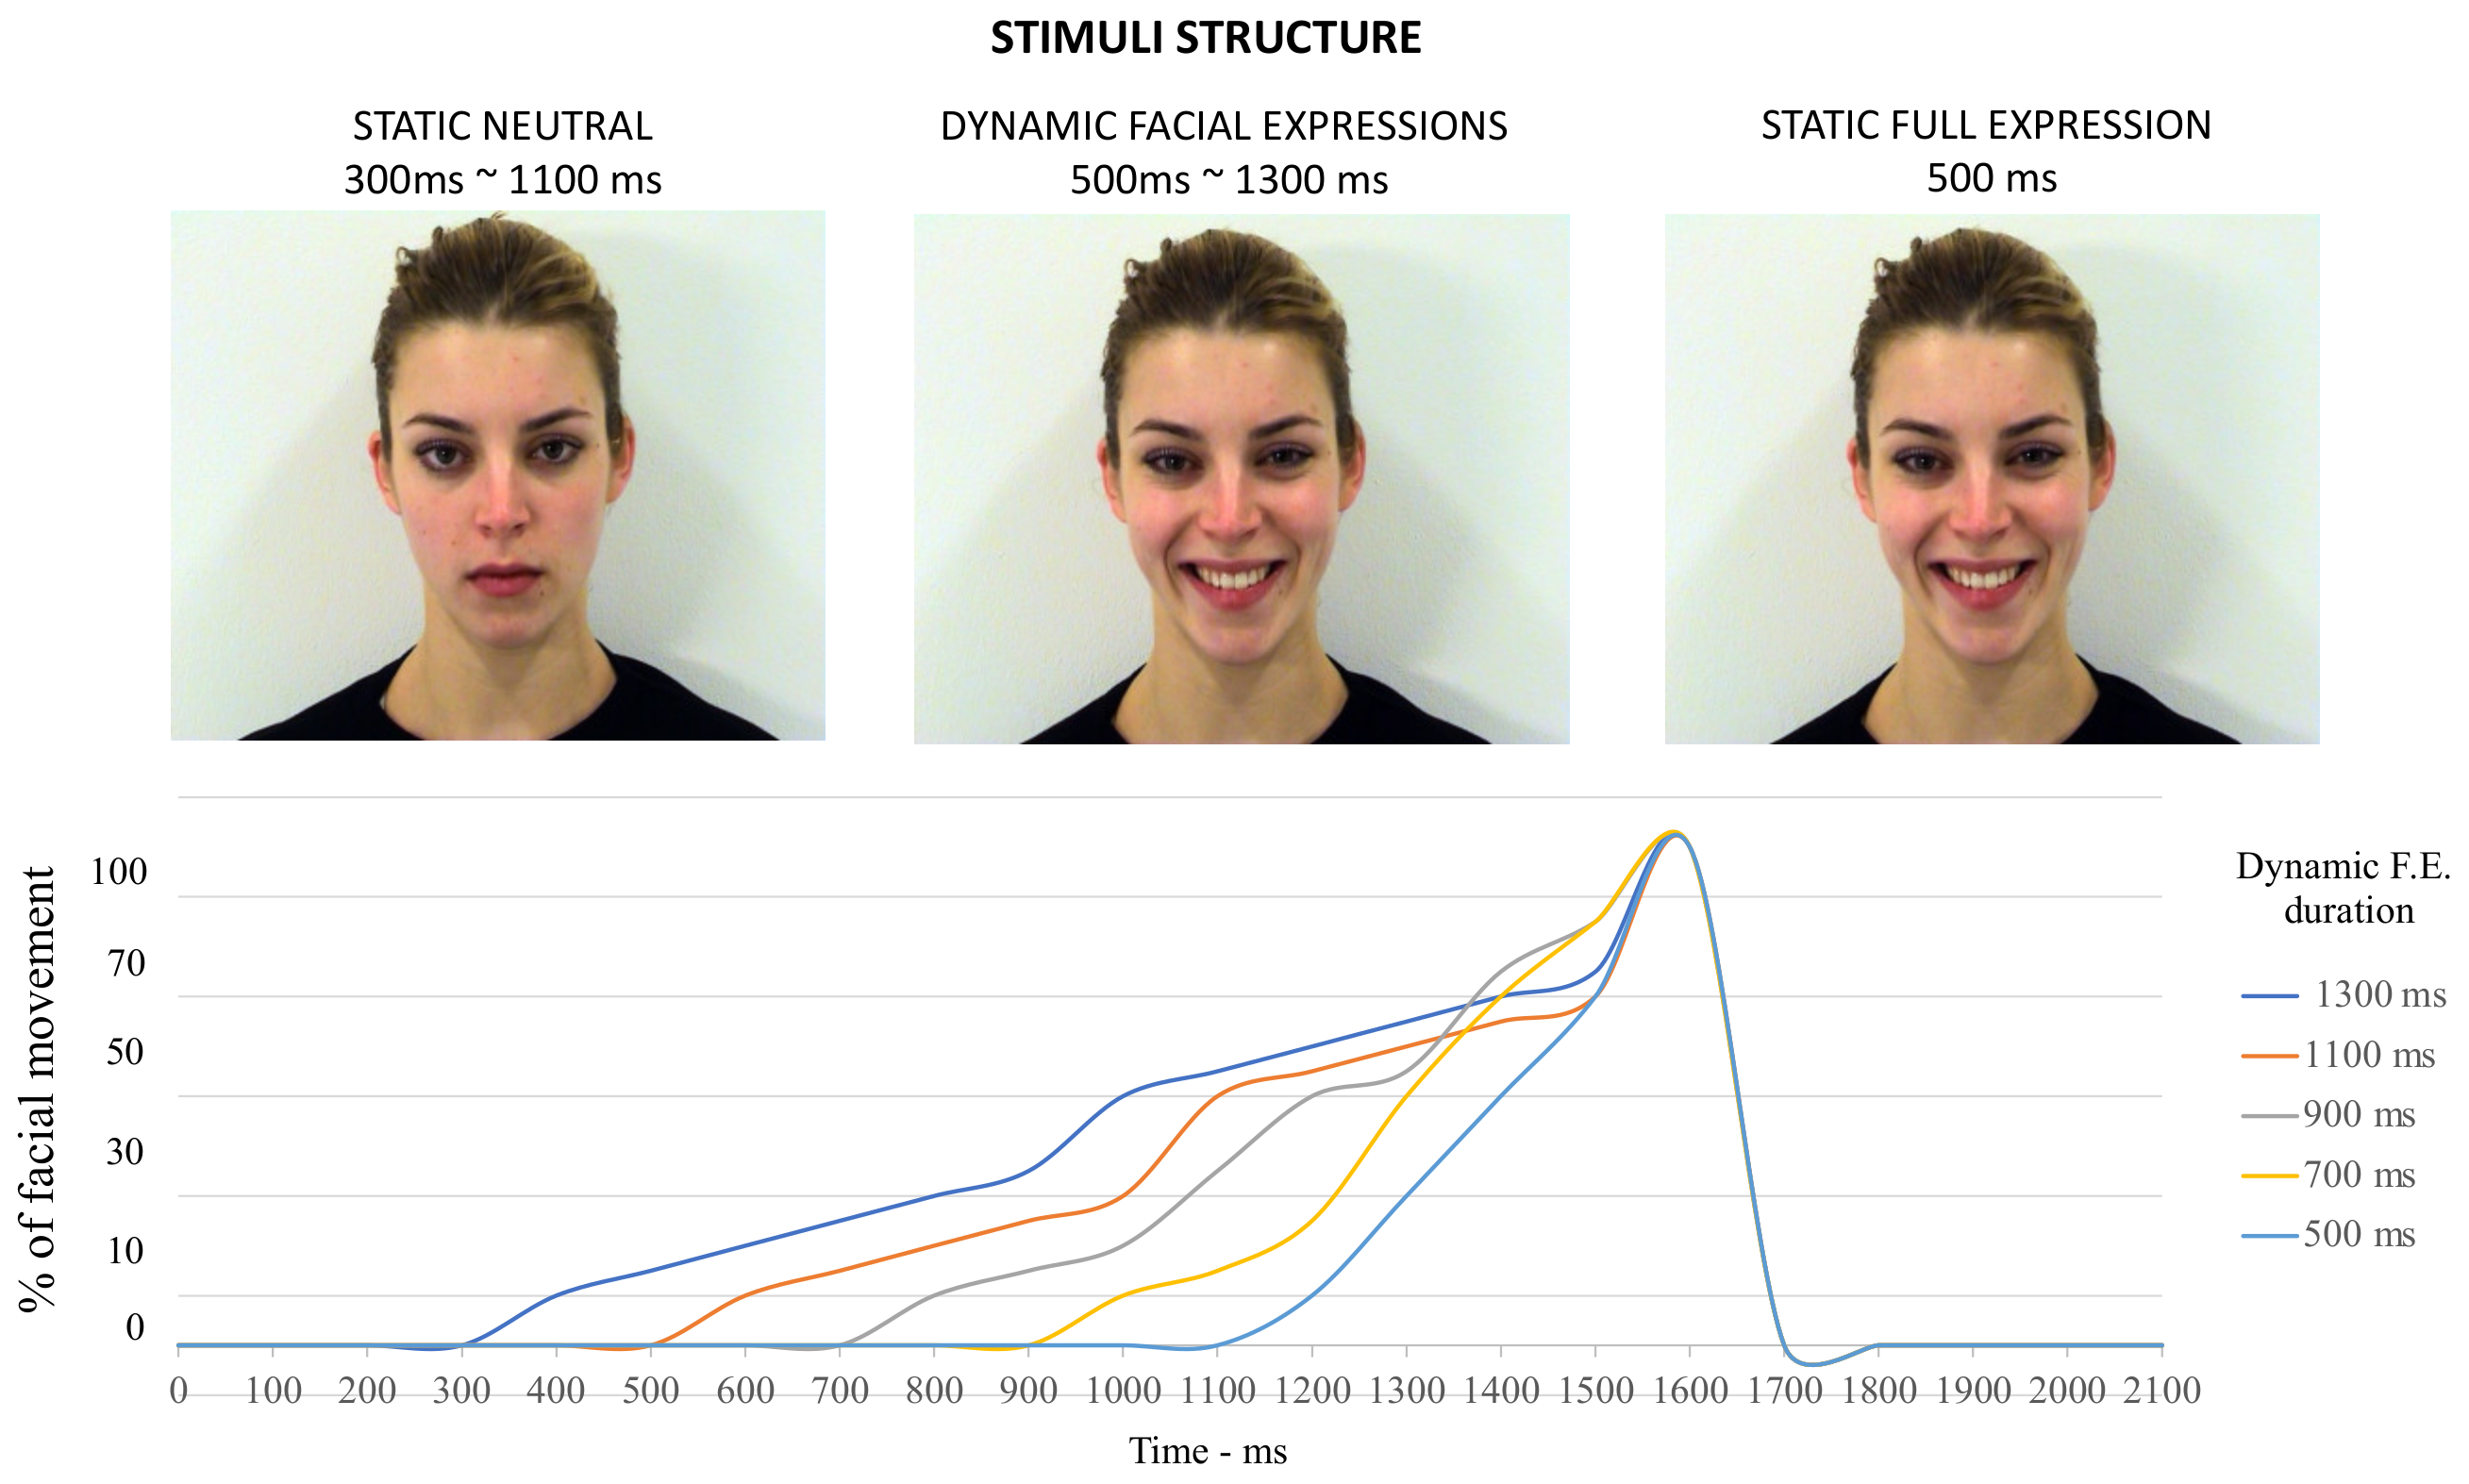 STIMULI STRUCTURE
STATIC NEUTRAL
300ms ~ 1100 ms
DYNAMIC FACIAL EXPRESSIONS
500ms ~ 1300 ms
STATIC FULL EXPRESSION
500 ms
% of facial movement
100
70
50
30
10
0
0 100 200 300 400 500 600 700 800 900 1000 1100 1200 1300 1400 1500 1600 1700 1800 1900 2000 2100
Time - ms
Dynamic F.E.
duration
1300 ms
1100 ms
900 ms
700 ms
500 ms